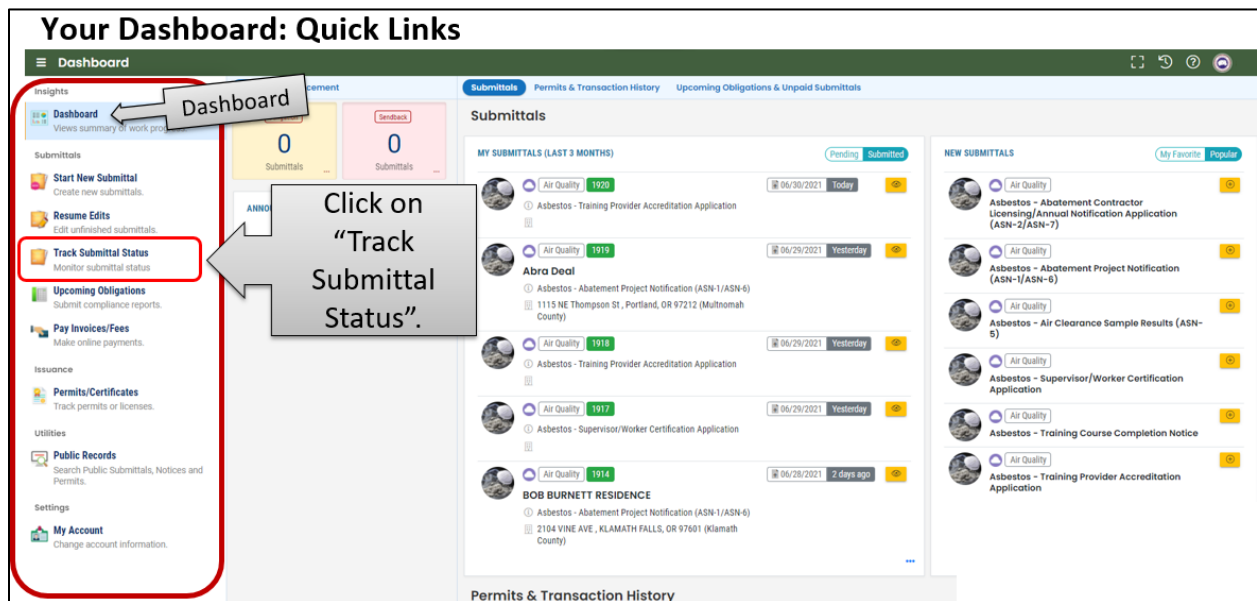 Your Dashboard: Quick Links
Dashboard
Insights
Dashboard
Views summary of work
Dashboard
Submittals
Start New Submittal
Create new submittals.
Resume Edits
Edit unfinished submittals.
Track Submittal Status
Monitor submittal status
Upcoming Obligations
Submit compliance reports.
Pay Invoices/Fees
Make online payments.
Issuance
Permits/Certificates
Track permits or licenses.
Utilities
Public Records
Search Public Submittals, Notices and
Permits.
Settings
My Account
Change account information.
0
Submittals
...
Sendback
0
Submittals
...
Click on
“Track
Submittal
Status”.
Submittals Permits & Transaction History Upcoming Obligations & Unpaid Submittals
Submittals
MY SUBMITTALS (LAST 3 MONTHS) Pending Submitted
Air Quality 1920 06/30/2021 Today
Asbestos - Training Provider Accreditation Application
Air Quality 1919 06/29/2021 Yesterday
Abra Deal
Asbestos - Abatement Project Notification (ASN-1/ASN-6)
1115 NE Thompson St , Portland, OR 97212 (Multnomah
County)
Air Quality 1918 06/29/2021 Yesterday
Asbestos - Training Provider Accreditation Application
Air Quality 1917 06/29/2021 Yesterday
Asbestos - Supervisor/Worker Certification Application
Air Quality 1914 06/28/2021 2 days ago
BOB BURNETT RESIDENCE
Asbestos - Abatement Project Notification (ASN-1/ASN-6)
2104 VINE AVE , KLAMATH FALLS, OR 97601 (Klamath
County)
...
NEW SUBMITTALS My Favorite Popular
Air Quality
Asbestos - Abatement Contractor
Licensing/Annual Notification Application
(ASN-2/ASN-7)
Air Quality
Asbestos - Abatement Project Notification
(ASN-1/ASN-6)
Air Quality
Asbestos - Air Clearance Sample Results (ASN-
5)
Air Quality
Asbestos - Supervisor/Worker Certification
Application
Air Quality
Asbestos - Training Course Completion Notice
Air Quality
Asbestos - Training Provider Accreditation
Application
Permits & Transaction History